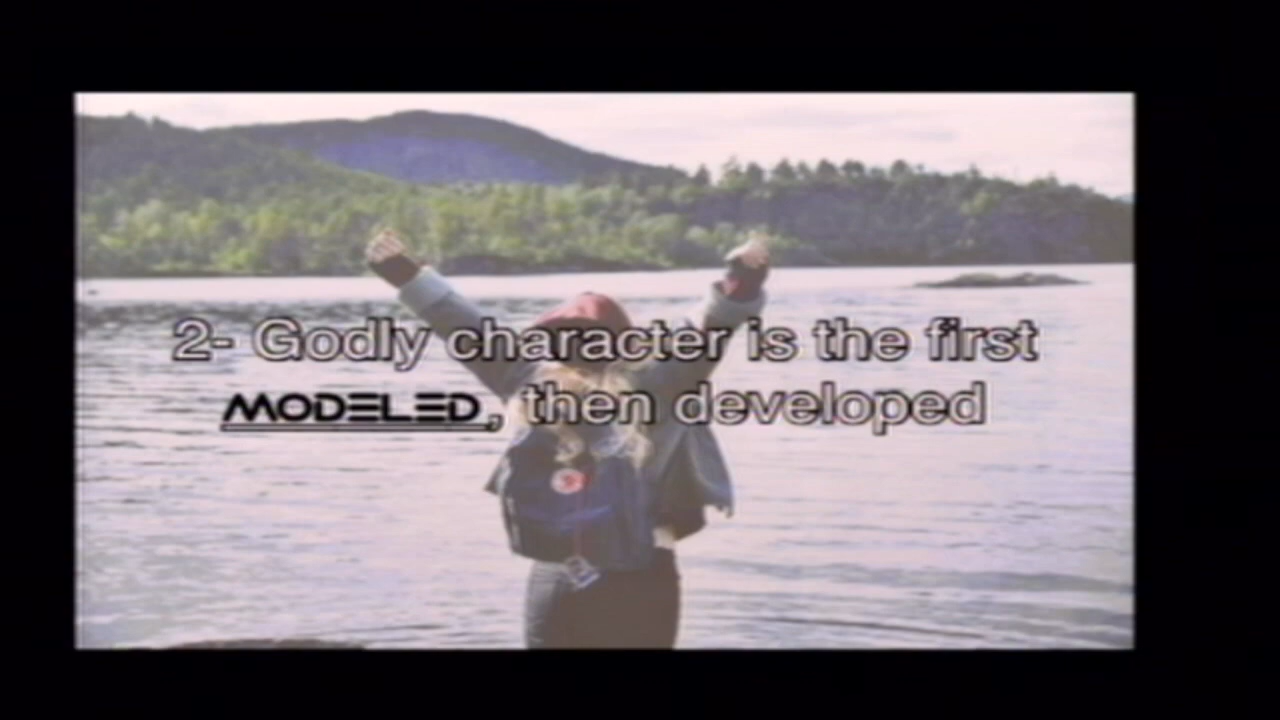 2- Godly character is the first
MODELED, then developed